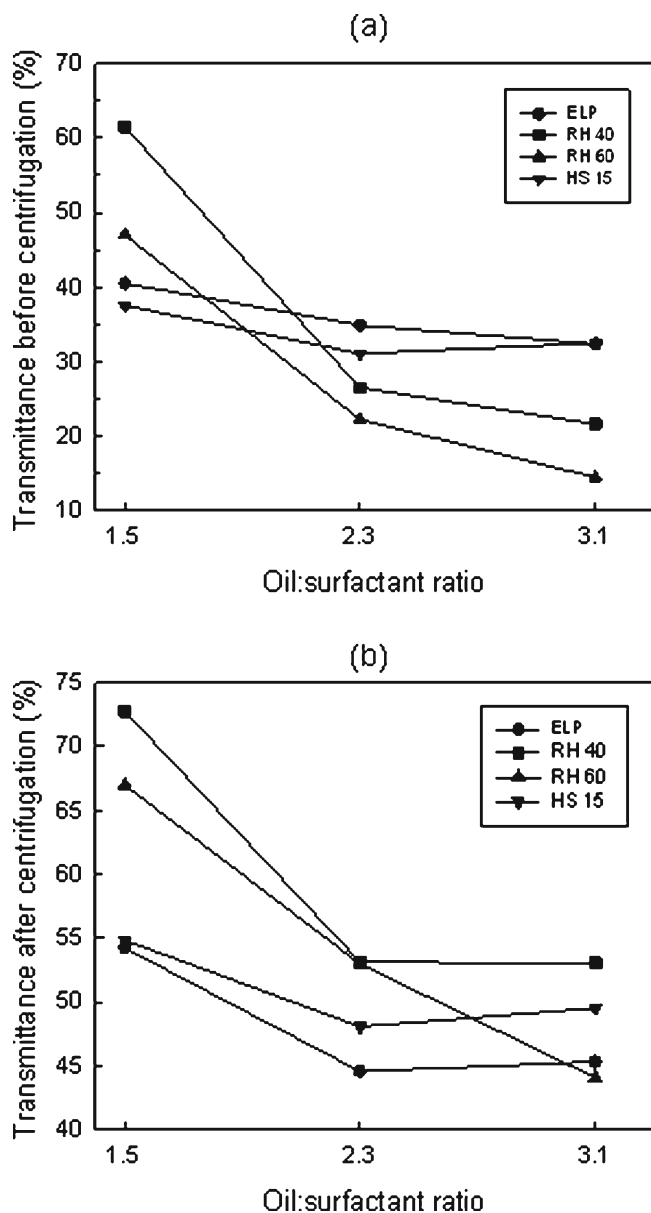 (a)
Transmittance before centrifugation (%)
70
60
50
40
30
20
10
ELP
RH 40
RH 60
HS 15
1.5 2.3 3.1
Oil:surfactant ratio
(b)
Transmittance after centrifugation (%)
75
70
65
60
55
50
45
40
ELP
RH 40
RH 60
HS 15
1.5 2.3 3.1
Oil:surfactant ratio